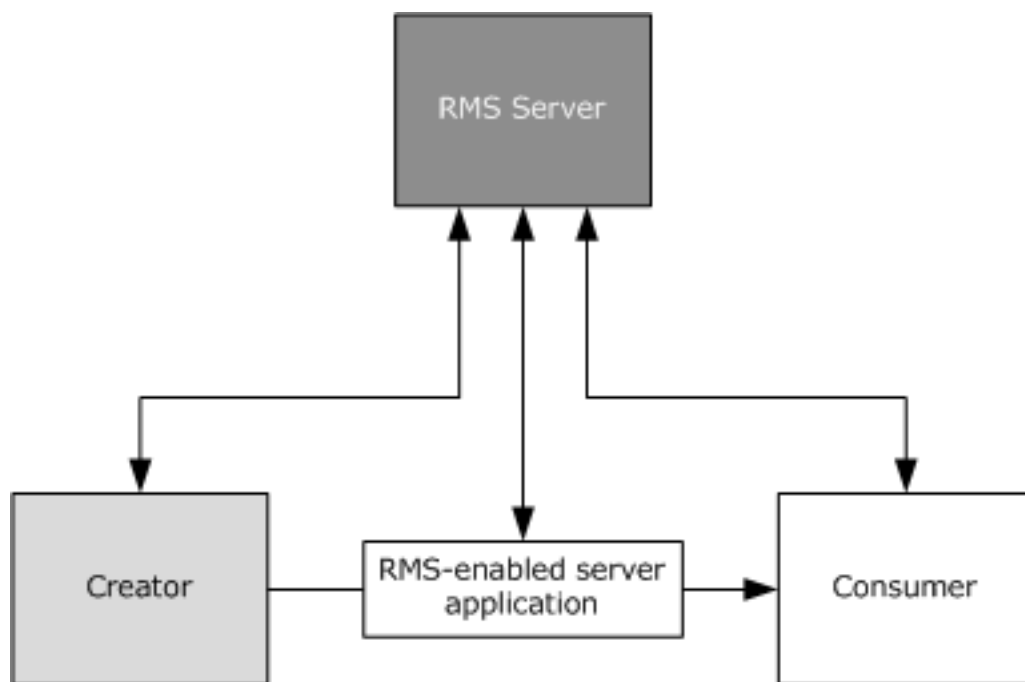 RMS Server
Creator
RMS-enabled server
application
Consumer